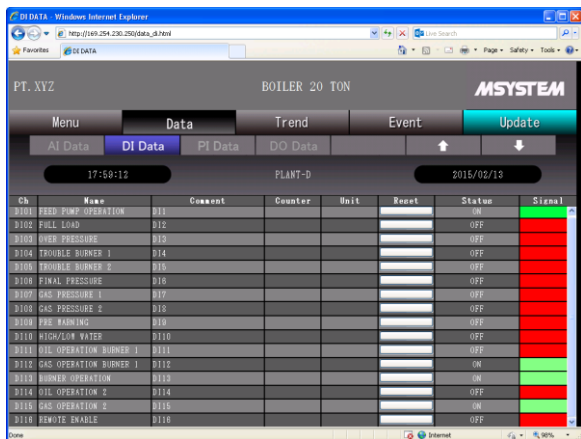 DI DATA - Windows Internet Explorer
http://169.254.230.250/data_di.html Live Search
Favorites DI DATA Page Safety Tools
PT. XYZ BOILER 20 TON MSYSTEM
Menu Data Trend Event Update
AI Data DI Data PI Data DO Data
17:59:12 PLANT-D 2015/02/13
Ch Name Comment Counter Unit Reset Status Signal
DI01 FEED PUMP OPERATION DI1 ON
DI02 FULL LOAD DI2 OFF
DI03 OVER PRESSURE DI3 OFF
DI04 TROUBLE BURNER 1 DI4 OFF
DI05 TROUBLE BURNER 2 DI5 OFF
DI06 FINAL PRESSURE DI6 OFF
DI07 GAS PRESSURE 1 DI7 OFF
DI08 GAS PRESSURE 2 DI8 OFF
DI09 PRE WARNING DI9 OFF
DI10 HIGH/LOW WATER DI10 OFF
DI11 OIL OPERATION BURNER 1 DI11 OFF
DI12 GAS OPERATION BURNER 1 DI12 ON
DI13 BURNER OPERATION DI13 ON
DI14 OIL OPERATION 2 DI14 OFF
DI15 GAS OPERATION 2 DI15 ON
DI16 REMOTE ENABLE DI16 OFF
Done Internet 98%